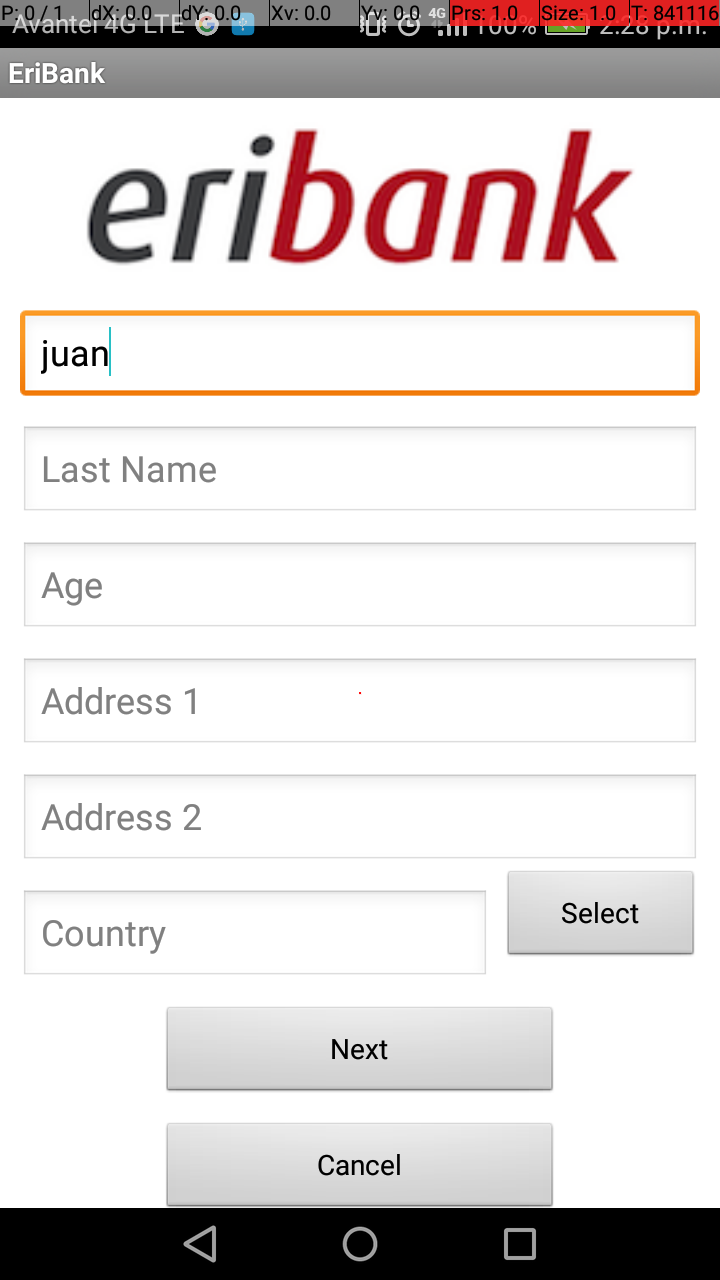 P: 0 / 1 dX: 0.0 dY: 0.0 Xv: 0.0 Yv: 0.0 Prs: 1.0 Size: 1.0 T: 841116
Avantel 4G LTE 4G 100% 2:28 p.m.
EriBank
eribank
juan
Last Name
Age
Address 1
Address 2
Country
Select
Next
Cancel